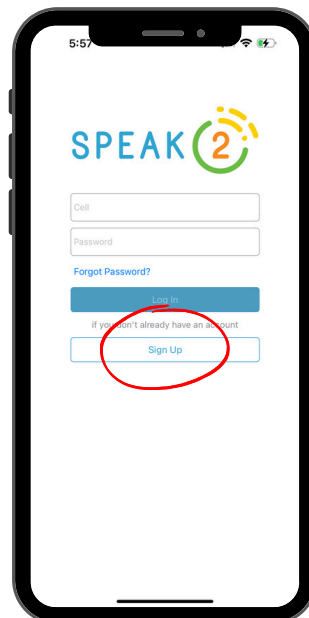 5:57
SPEAK 2
Cell
Password
Forgot Password?
Log In
if you don't already have an account
Sign Up